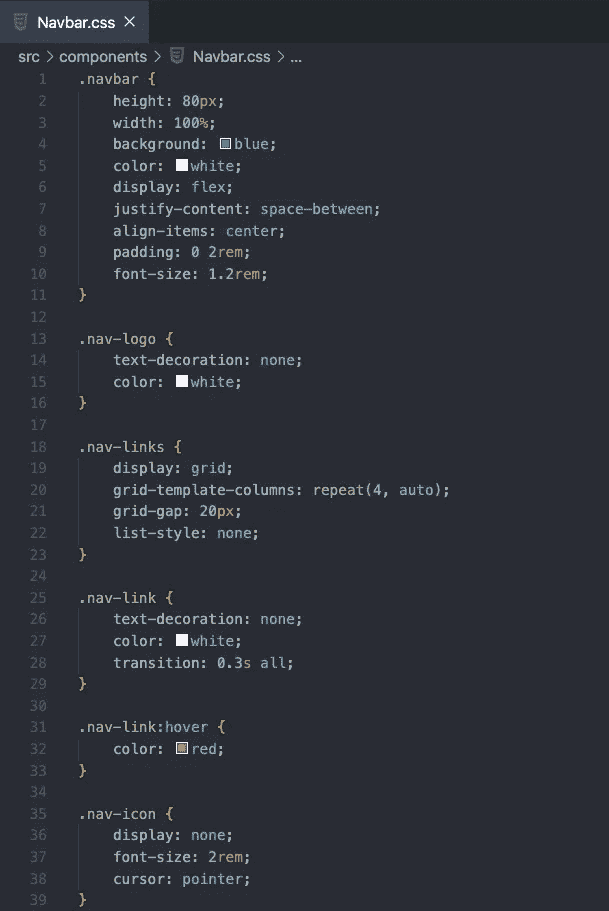 Navbar.css
src > components > Navbar.css > ...
1 .navbar {
2 height: 80px;
3 width: 100%;
4 background: blue;
5 color: white;
6 display: flex;
7 justify-content: space-between;
8 align-items: center;
9 padding: 0 2rem;
10 font-size: 1.2rem;
11 }
12
13 .nav-logo {
14 text-decoration: none;
15 color: white;
16 }
17
18 .nav-links {
19 display: grid;
20 grid-template-columns: repeat(4, auto);
21 grid-gap: 20px;
22 list-style: none;
23 }
24
25 .nav-link {
26 text-decoration: none;
27 color: white;
28 transition: 0.3s all;
29 }
30
31 .nav-link:hover {
32 color: red;
33 }
34
35 .nav-icon {
36 display: none;
37 font-size: 2rem;
38 cursor: pointer;
39 }